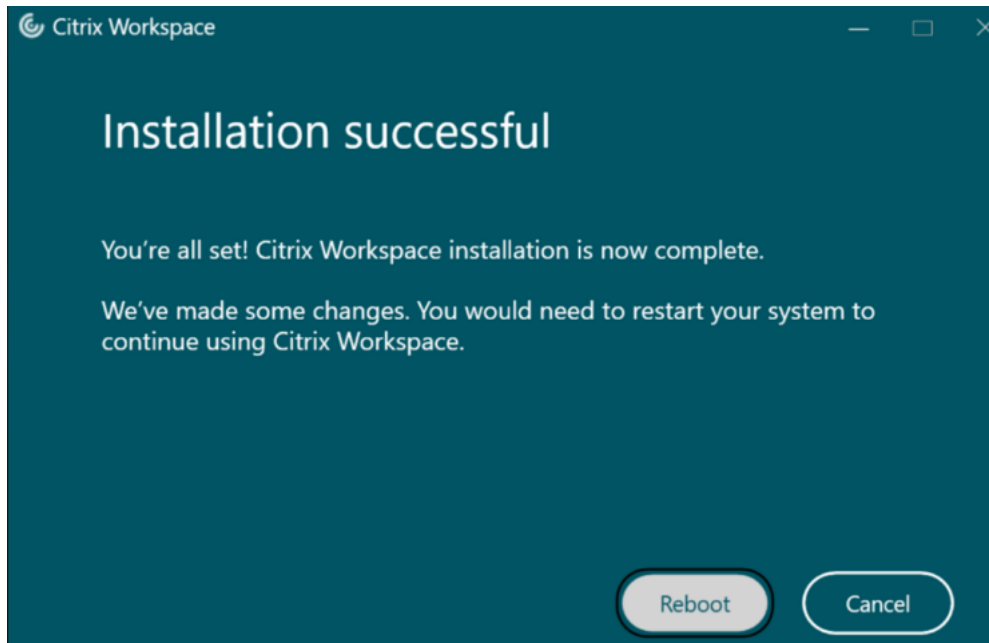 Citrix Workspace
Installation successful
You’re all set! Citrix Workspace installation is now complete.
We’ve made some changes. You would need to restart your system to
continue using Citrix Workspace.
Reboot
Cancel